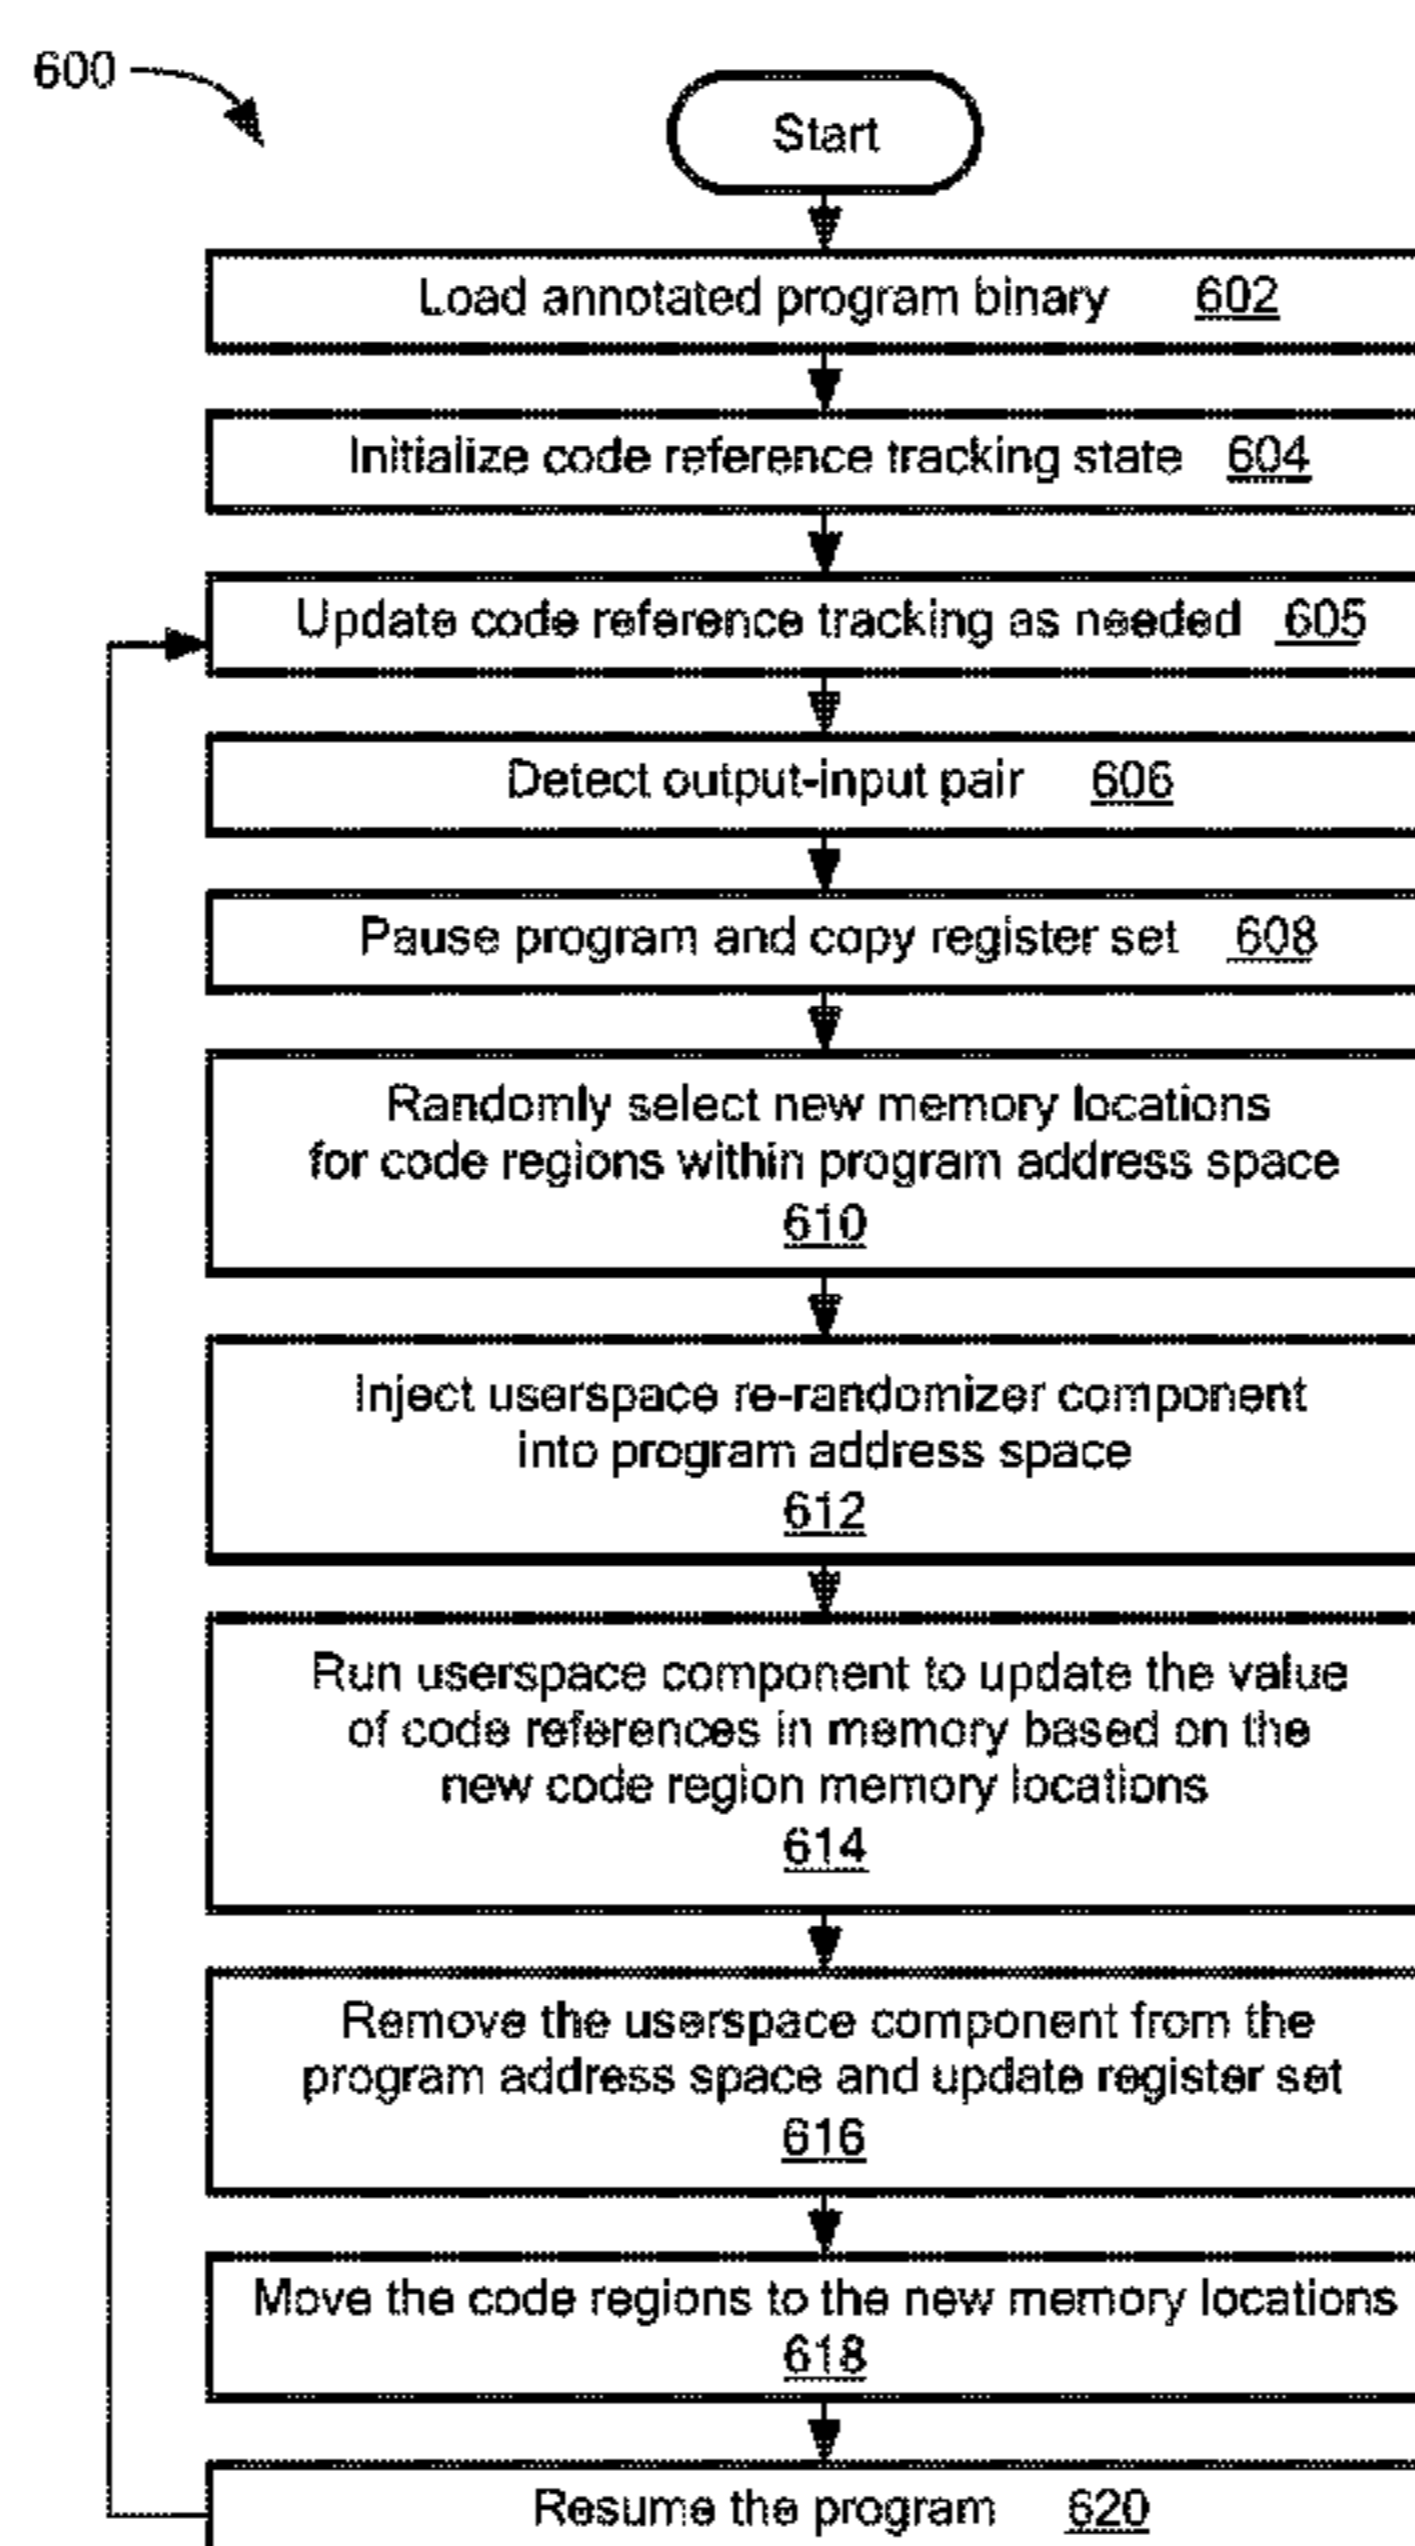 600
Start
Load annotated program binary 602
Initialize code reference tracking state 604
Update code reference tracking as needed 605
Detect output-input pair 606
Pause program and copy register set 608
Randomly select new memory locations
for code regions within program address space
610
Inject userspace re-randomizer component
into program address space
612
Run userspace component to update the value
of code references in memory based on the
new code region memory locations
614
Remove the userspace component from the
program address space and update register set
616
Move the code regions to the new memory locations
618
Resume the program 620